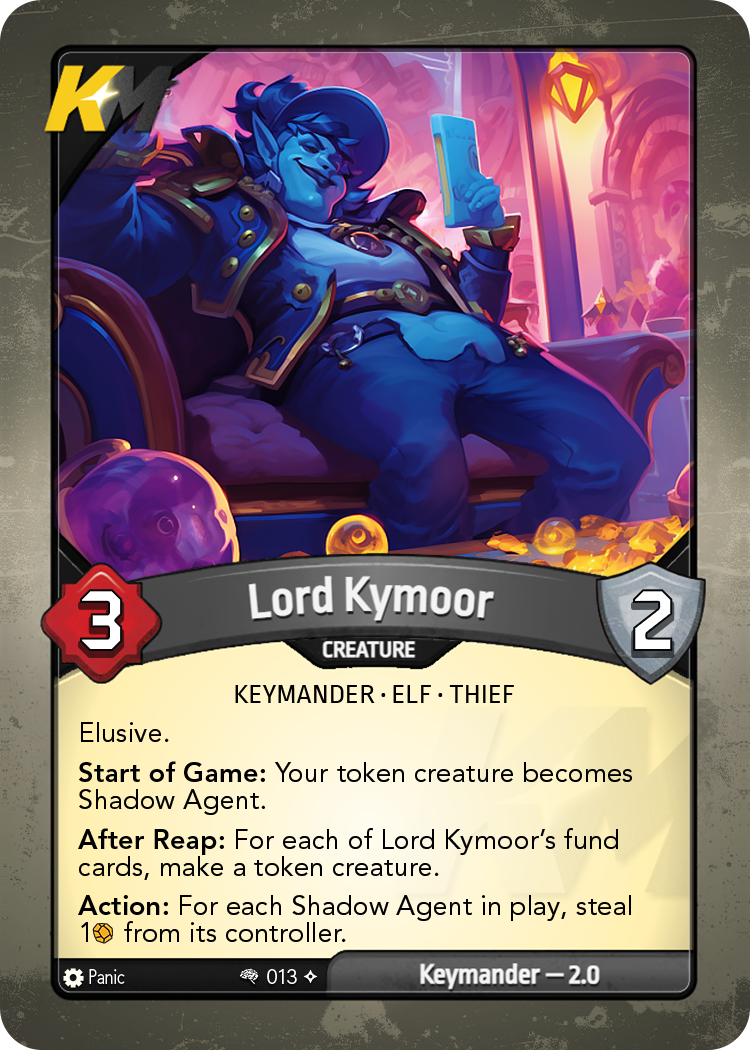 KM
Lord Kymoor
3
2
CREATURE
KEYMANDER • ELF • THIEF
Elusive.
Start of Game: Your token creature becomes
Shadow Agent.
After Reap: For each of Lord Kymoor’s fund
cards, make a token creature.
Action: For each Shadow Agent in play, steal
1 from its controller.
Panic
013
Keymander — 2.0